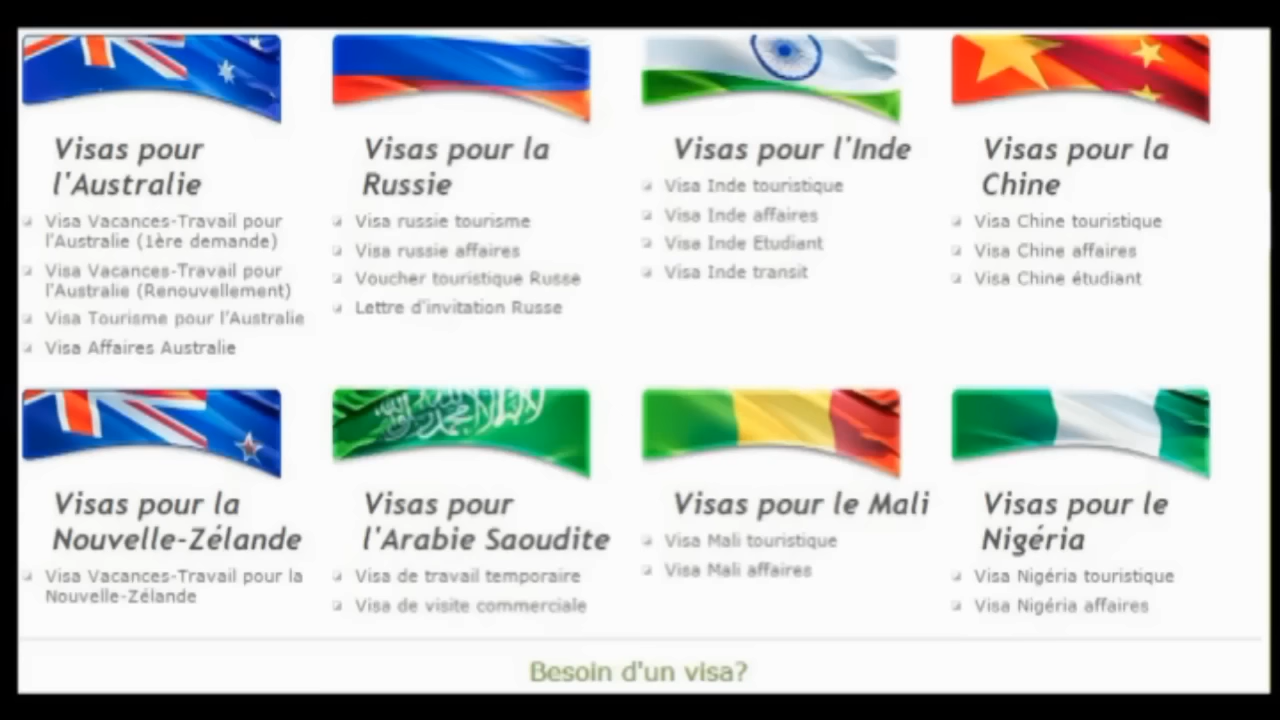 Visas pour
l'Australie
Visa Vacances-Travail pour
l'Australie (1ère demande)
Visa Vacances-Travail pour
l'Australie (Renouvellement)
Visa Tourisme pour l'Australie
Visa Affaires Australie
Visas pour la
Russie
Visa russie tourisme
Visa russie affaires
Voucher touristique Russe
Lettre d'invitation Russe
Visas pour l'Inde
Visa Inde touristique
Visa Inde affaires
Visa Inde Etudiant
Visa Inde transit
Visas pour la
Chine
Visa Chine touristique
Visa Chine affaires
Visa Chine étudiant
Visas pour la
Nouvelle-Zélande
Visa Vacances-Travail pour la
Nouvelle-Zélande
Visas pour
l'Arabie Saoudite
Visa de travail temporaire
Visa de visite commerciale
Visas pour le Mali
Visa Mali touristique
Visa Mali affaires
Visas pour le
Nigéria
Visa Nigéria touristique
Visa Nigéria affaires
Besoin d'un visa?